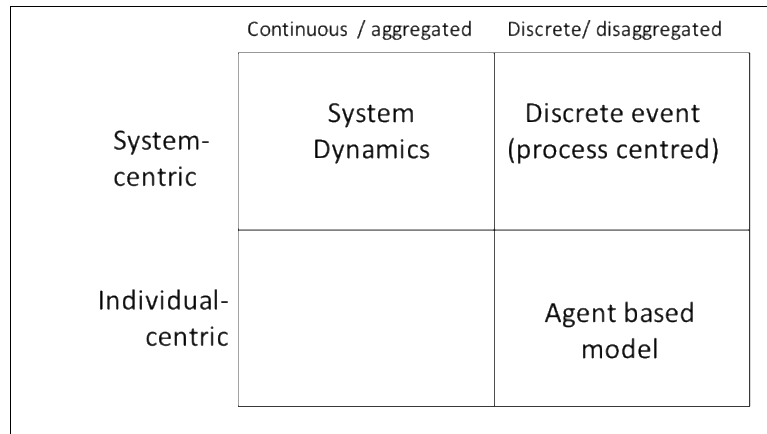 Continuous / aggregated Discrete/ disaggregated
System-
centric
System
Dynamics
Discrete event
(process centred)
Individual-
centric
Agent based
model